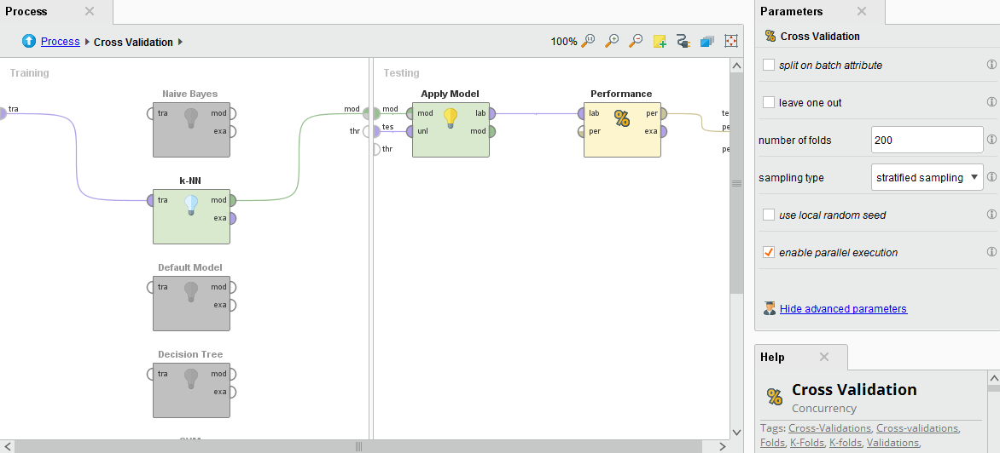 Process
Process Cross Validation
100%
Training
Naive Bayes
tra mod
exa
tra
k-NN
tra mod
exa
Default Model
tra mod
exa
Decision Tree
tra mod
exa
mod
thr
Testing
mod
tes
thr
Apply Model
mod lab
unl mod
Performance
lab per
per exa
te
pe
pe
Parameters
Cross Validation
split on batch attribute
leave one out
number of folds 200
sampling type stratified sampling
use local random seed
enable parallel execution
Hide advanced parameters
Help
Cross Validation
Concurrency
Tags: Cross-Validations, Cross-validations,
Folds, K-Folds, K-folds, Validations,